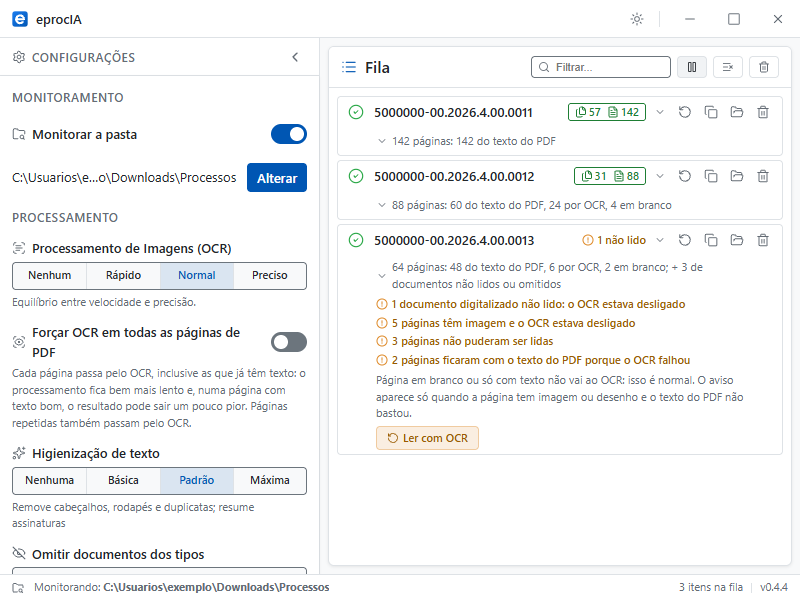 eprocIA
CONFIGURAÇÕES
MONITORAMENTO
Monitorar a pasta
C:\Usuarios\e...o\Downloads\Processos
Alterar
PROCESSAMENTO
Processamento de Imagens (OCR)
Nenhum Rápido Normal Preciso
Equilíbrio entre velocidade e precisão.
Forçar OCR em todas as páginas de
PDF
Cada página passa pelo OCR, inclusive as que já têm texto: o
processamento fica bem mais lento e, numa página com
texto bom, o resultado pode sair um pouco pior. Páginas
repetidas também passam pelo OCR.
Higienização de texto
Nenhuma Básica Padrão Máxima
Remove cabeçalhos, rodapés e duplicatas; resume
assinaturas
Omitir documentos dos tipos
Fila
Filtrar...
5000000-00.2026.4.00.0011 57 142
142 páginas: 142 do texto do PDF
5000000-00.2026.4.00.0012 31 88
88 páginas: 60 do texto do PDF, 24 por OCR, 4 em branco
5000000-00.2026.4.00.0013 1 não lido
64 páginas: 48 do texto do PDF, 6 por OCR, 2 em branco; + 3 de
documentos não lidos ou omitidos
1 documento digitalizado não lido: o OCR estava desligado
5 páginas têm imagem e o OCR estava desligado
3 páginas não puderam ser lidas
2 páginas ficaram com o texto do PDF porque o OCR falhou
Página em branco ou só com texto não vai ao OCR: isso é normal. O aviso
aparece só quando a página tem imagem ou desenho e o texto do PDF não
bastou.
Ler com OCR
Monitorando: C:\Usuarios\exemplo\Downloads\Processos
3 itens na fila v0.4.4